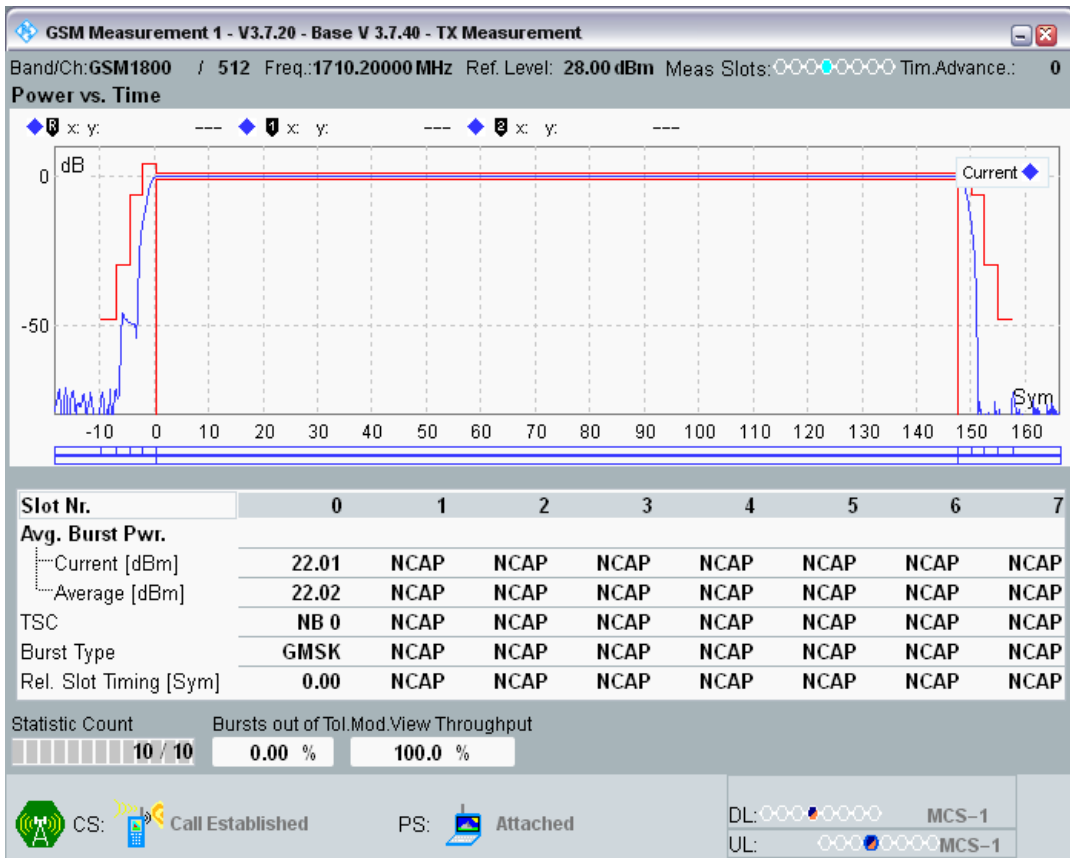 GSM Measurement 1 - V3.7.20 - Base V 3.7.40 - TX Measurement
Band/Ch:GSM1800 / 512 Freq.:1710.20000 MHz Ref. Level: 28.00 dBm Meas Slots: Tim.Advance.: 0
Power vs. Time
R x: y: --- 1 x: y: --- 2 x: y: ---
dB
Current
0
-50
Sym
-10 0 10 20 30 40 50 60 70 80 90 100 110 120 130 140 150 160
Slot Nr. 0 1 2 3 4 5 6 7
Avg. Burst Pwr.
Current [dBm] 22.01 NCAP NCAP NCAP NCAP NCAP NCAP NCAP
Average [dBm] 22.02 NCAP NCAP NCAP NCAP NCAP NCAP NCAP
TSC NB 0 NCAP NCAP NCAP NCAP NCAP NCAP NCAP
Burst Type GMSK NCAP NCAP NCAP NCAP NCAP NCAP NCAP
Rel. Slot Timing [Sym] 0.00 NCAP NCAP NCAP NCAP NCAP NCAP NCAP
Statistic Count Bursts out of Tol.Mod.View Throughput
10 / 10 0.00 % 100.0 %
CS: Call Established PS: Attached
DL: MCS-1
UL: MCS-1